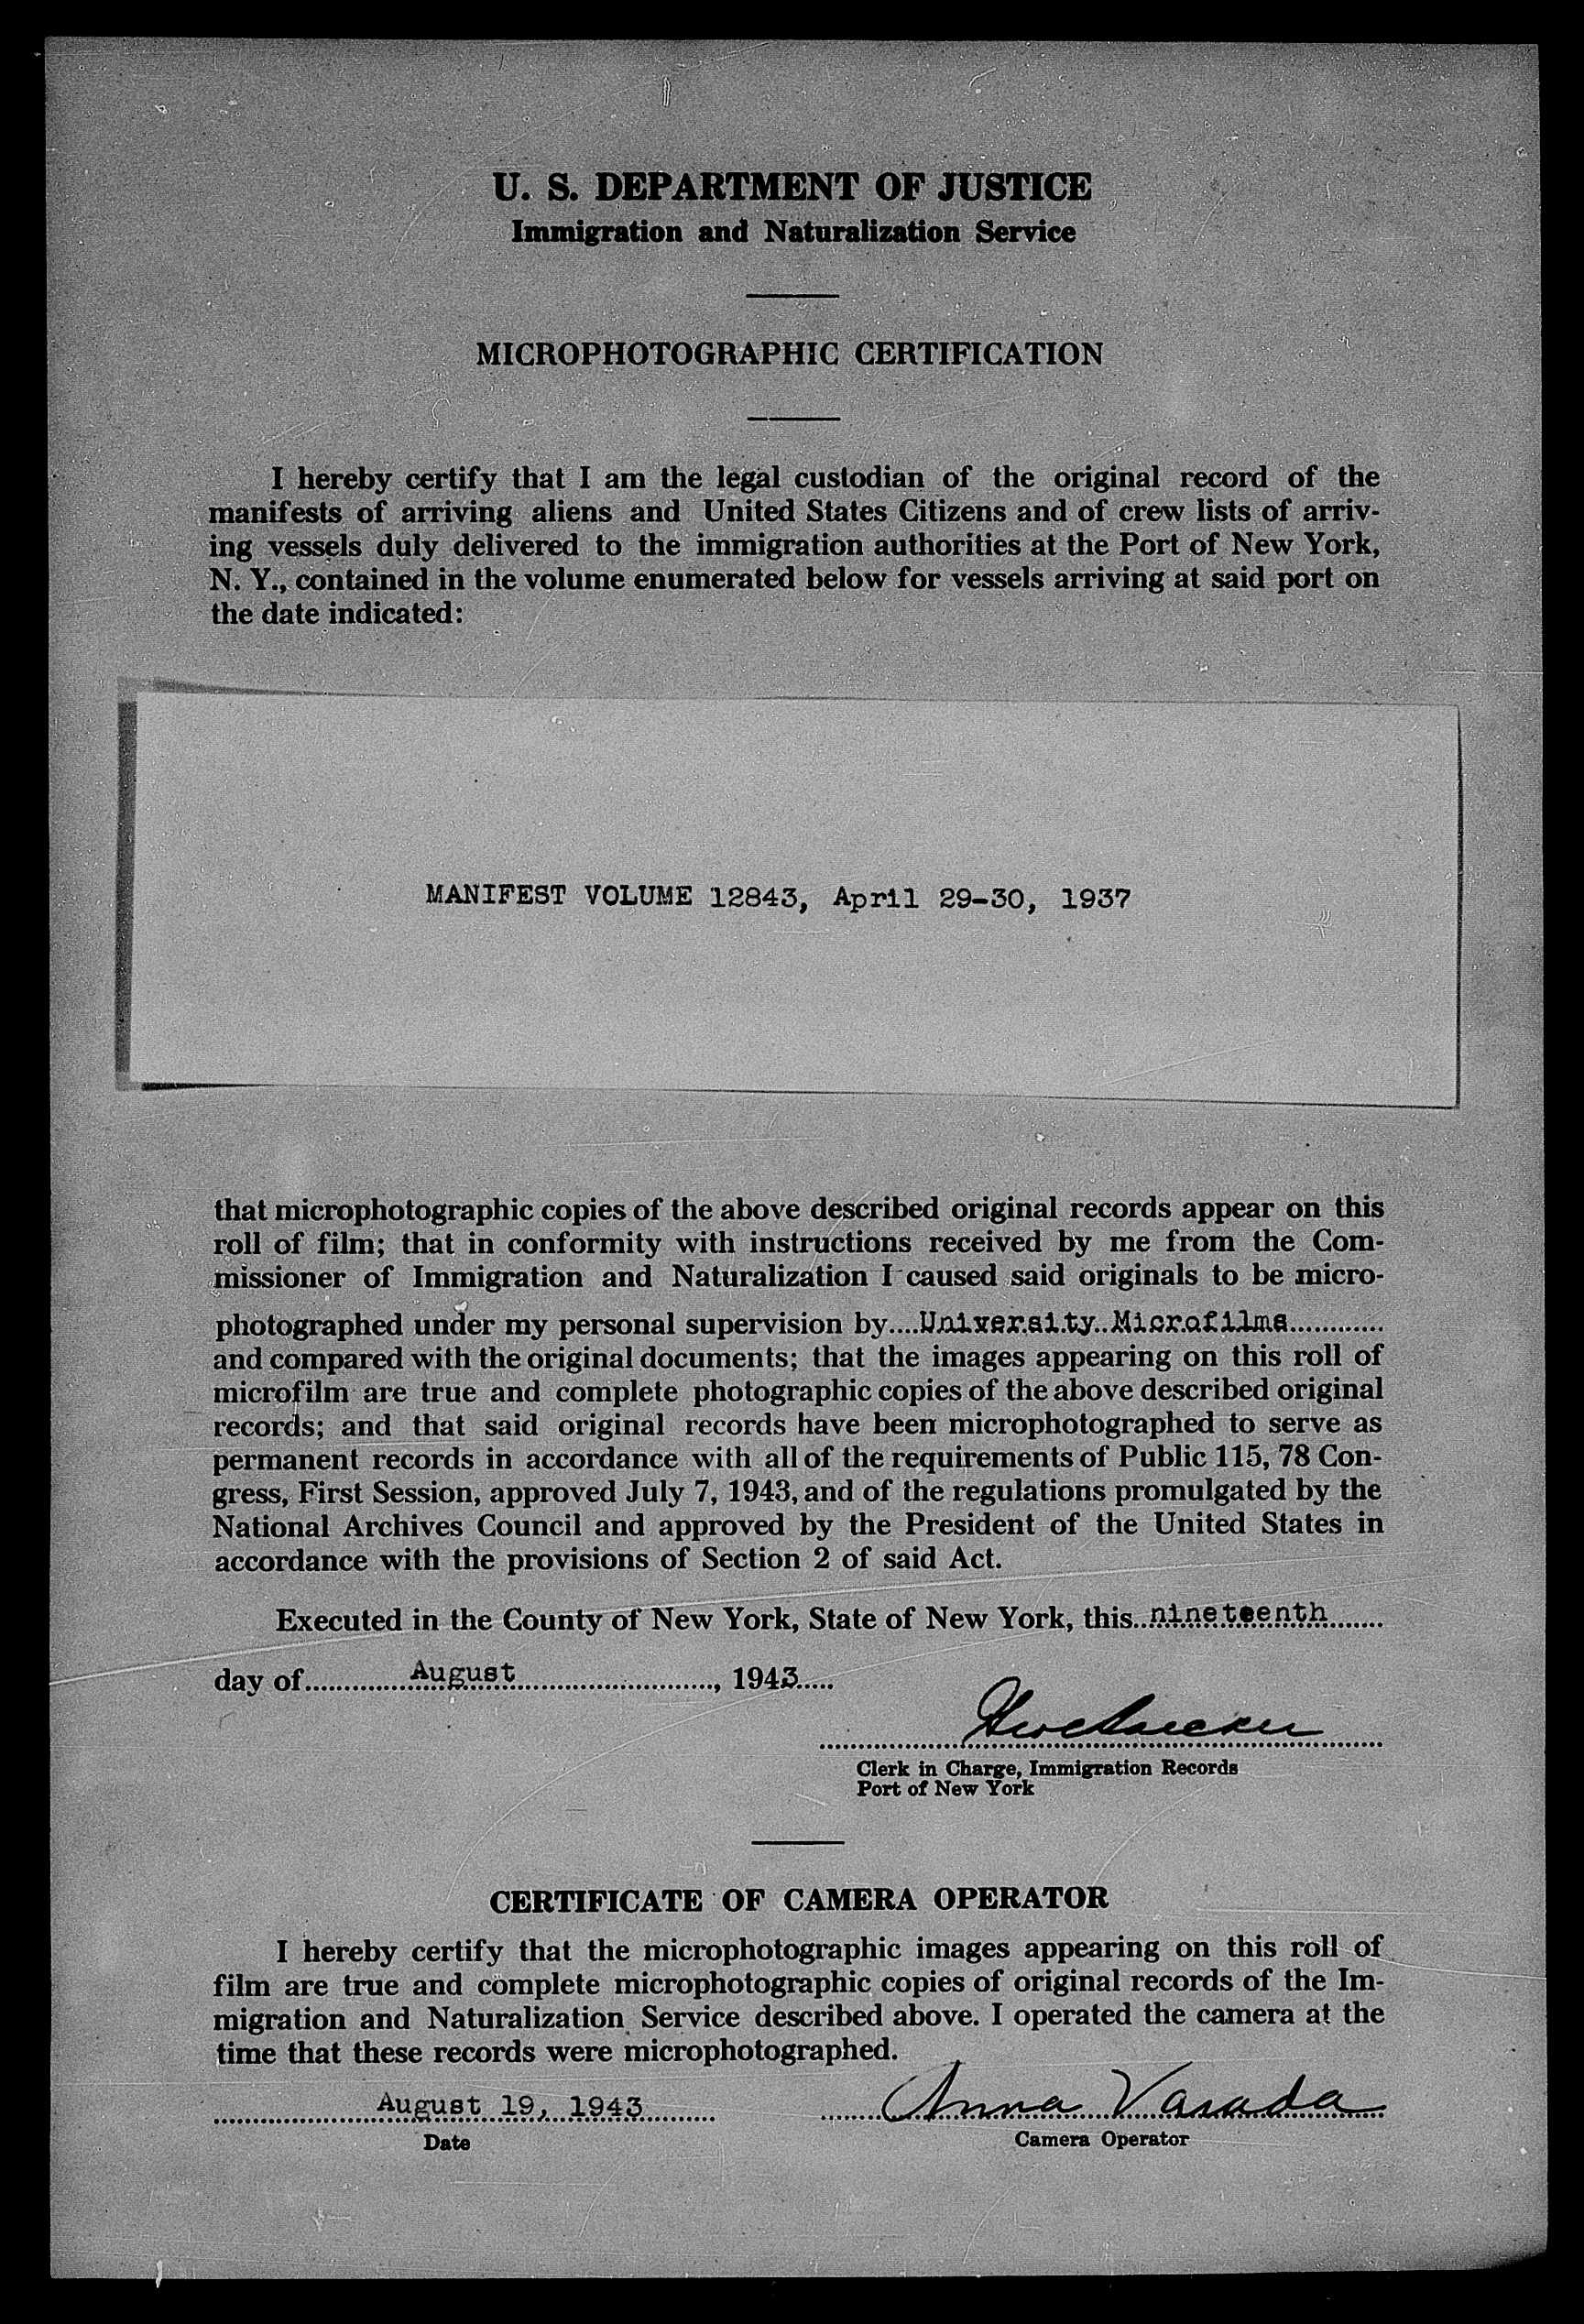 U. S. DEPARTMENT OF JUSTICE
Immigration and Naturalization Service
MICROPHOTOGRAPHIC CERTIFICATION
I hereby certify that I am the legal custodian of the original record of the
manifests of arriving aliens and United States Citizens and of crew lists of arriv-
ing vessels duly delivered to the immigration authorities at the Port of New York,
N. Y., contained in the volume enumerated below for vessels arriving at said port on
the date indicated:
MANIFEST VOLUME 12843, April 29-30, 1937
that microphotographic copies of the above described original records appear on this
roll of film; that in conformity with instructions received by me from the Com-
missioner of Immigration and Naturalization I caused said originals to be micro-
photographed under my personal supervision by....University Microfilms............
and compared with the original documents; that the images appearing on this roll of
microfilm are true and complete photographic copies of the above described original
records; and that said original records have been microphotographed to serve as
permanent records in accordance with all of the requirements of Public 115, 78 Con-
gress, First Session, approved July 7, 1943, and of the regulations promulgated by the
National Archives Council and approved by the President of the United States in
accordance with the provisions of Section 2 of said Act.
Executed in the County of New York, State of New York, this..nineteenth.......
day of..............August........................., 1943.....
Clerk in Charge, Immigration Records
Port of New York
CERTIFICATE OF CAMERA OPERATOR
I hereby certify that the microphotographic images appearing on this roll of
film are true and complete microphotographic copies of original records of the Im-
migration and Naturalization Service described above. I operated the camera at the
time that these records were microphotographed.
August 19, 1943 Anna Varada
Date Camera Operator